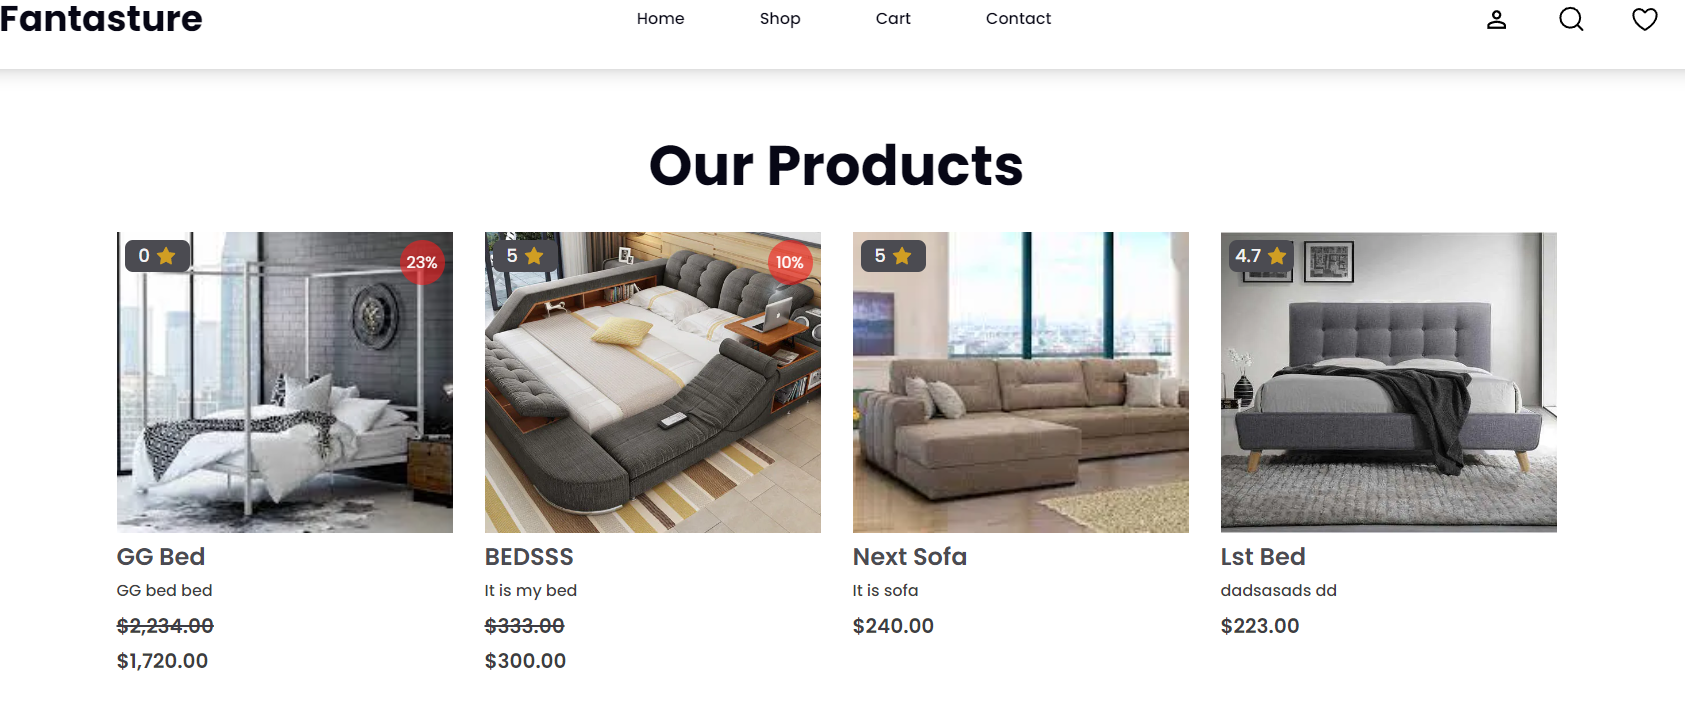 Fantasture
Home Shop Cart Contact
Our Products
0
23%
5
10%
5
4.7
GG Bed
GG bed bed
$2,234.00
$1,720.00
BEDSSS
It is my bed
$333.00
$300.00
Next Sofa
It is sofa
$240.00
Lst Bed
dadsasads dd
$223.00